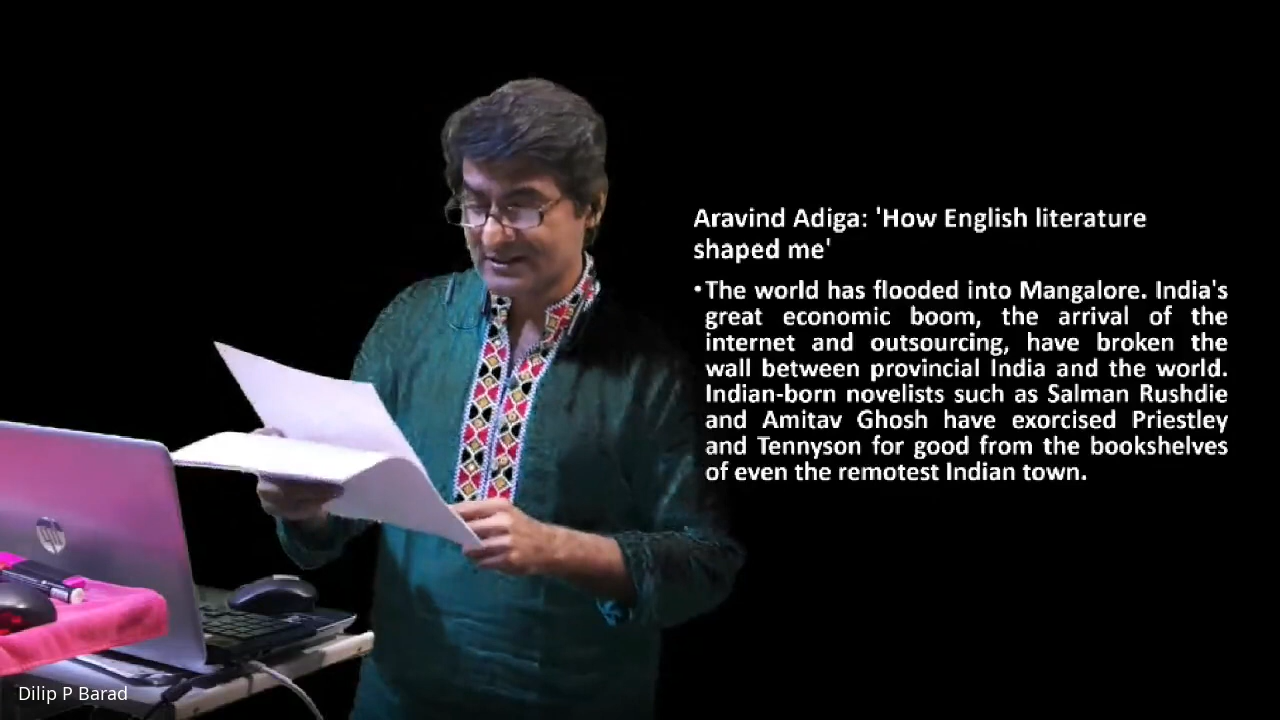 Aravind Adiga: 'How English literature
shaped me'
•The world has flooded into Mangalore. India's
great economic boom, the arrival of the
internet and outsourcing, have broken the
wall between provincial India and the world.
Indian-born novelists such as Salman Rushdie
and Amitav Ghosh have exorcised Priestley
and Tennyson for good from the bookshelves
of even the remotest Indian town.
hp
Dilip P Barad